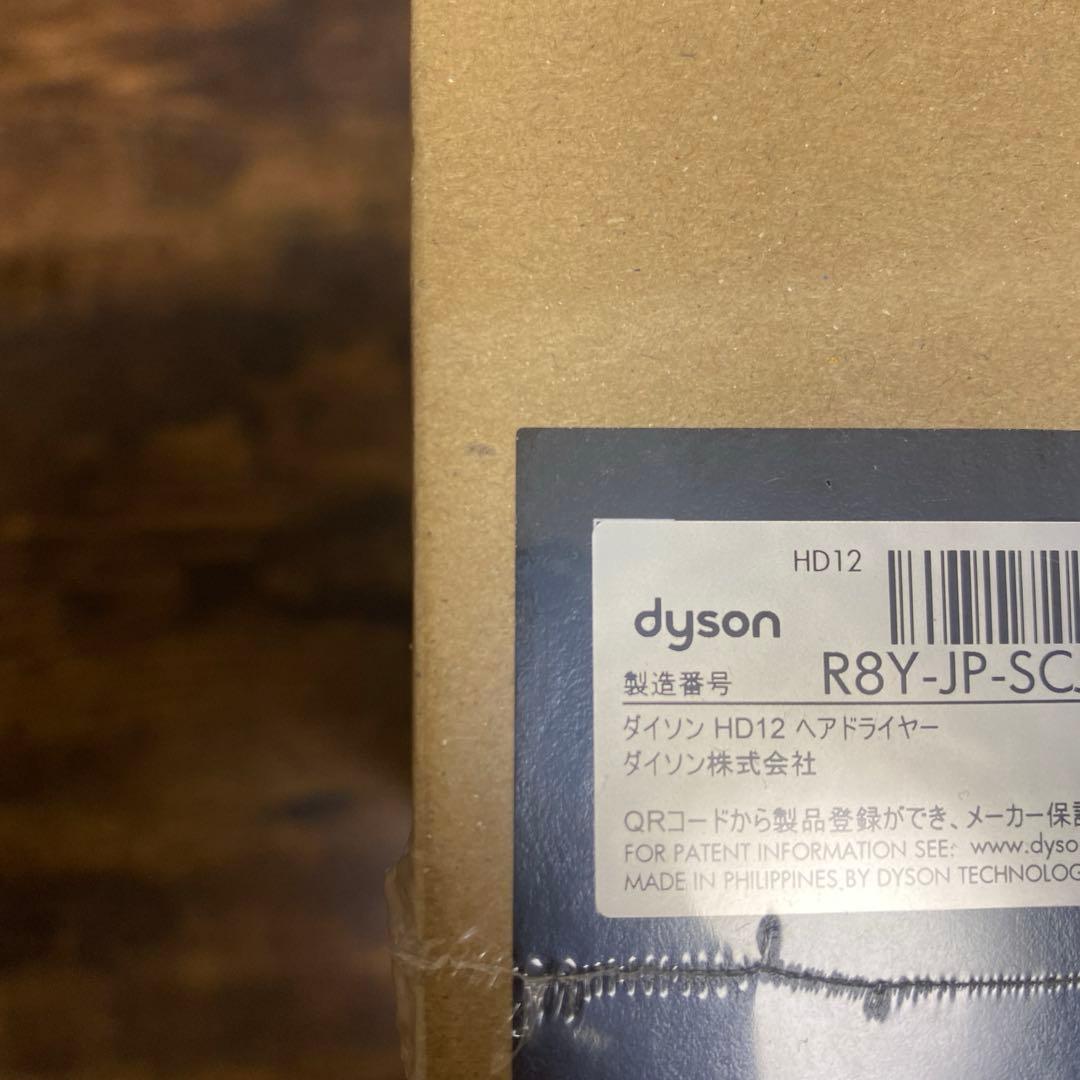 HD12
dyson
製造番号 R8Y-JP-SC
ダイソン HD12 ヘアドライヤー
ダイソン株式会社
QRコードから製品登録ができ、メーカー保
FOR PATENT INFORMATION SEE: www.dyso
MADE IN PHILIPPINES BY DYSON TECHNOLOG